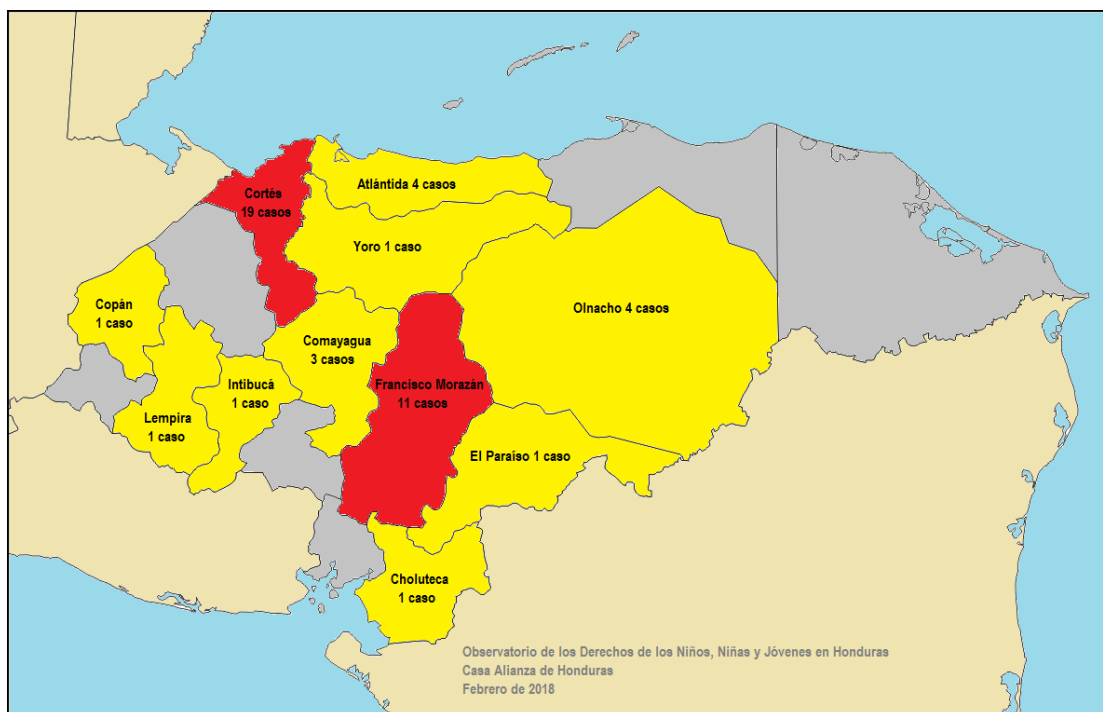 Cortés
19 casos
Atlántida 4 casos
Yoro 1 caso
Olnacho 4 casos
Copán
1 caso
Comayagua
3 casos
Francisco Morazán
11 casos
Intibucá
1 caso
Lempira
1 caso
El Paraíso 1 caso
Choluteca
1 caso
Observatorio de los Derechos de los Niños, Niñas y Jóvenes en Honduras
Casa Alianza de Honduras
Febrero de 2018